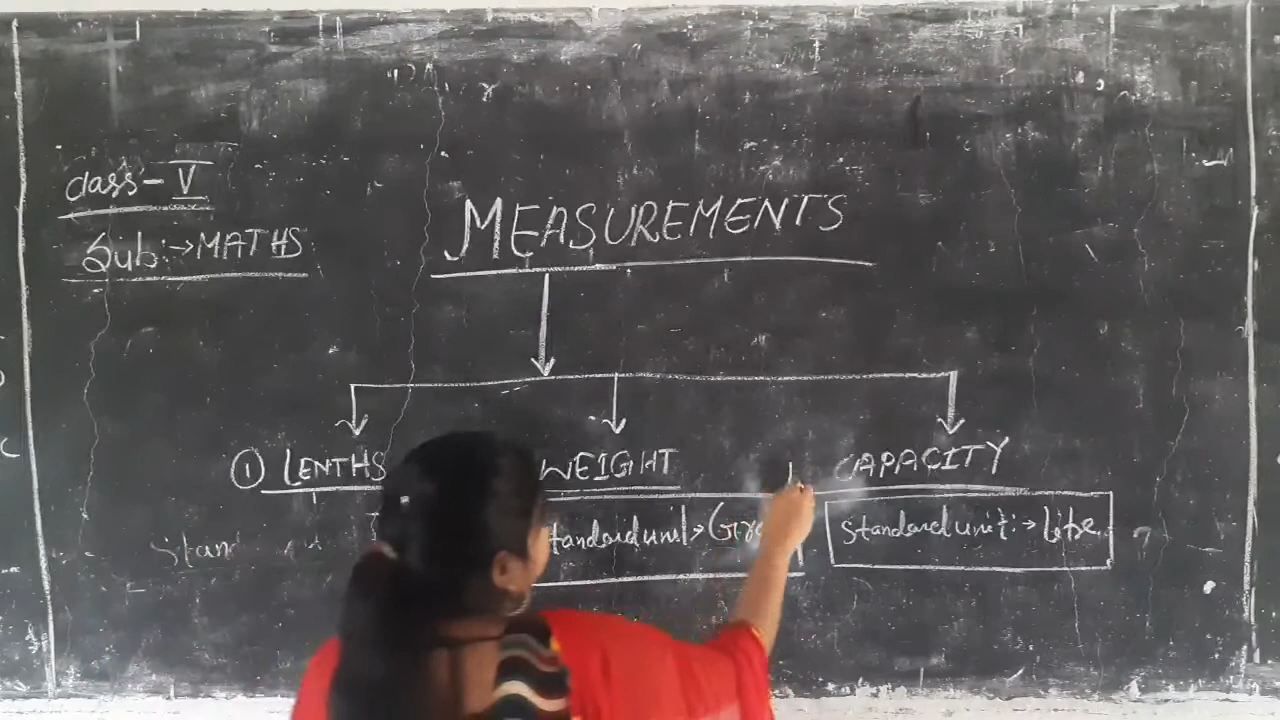 class - V
Sub :→ MATHS
MEASUREMENTS
① LENTHS
WEIGHT
CAPACITY
Standard unit :→ Litre